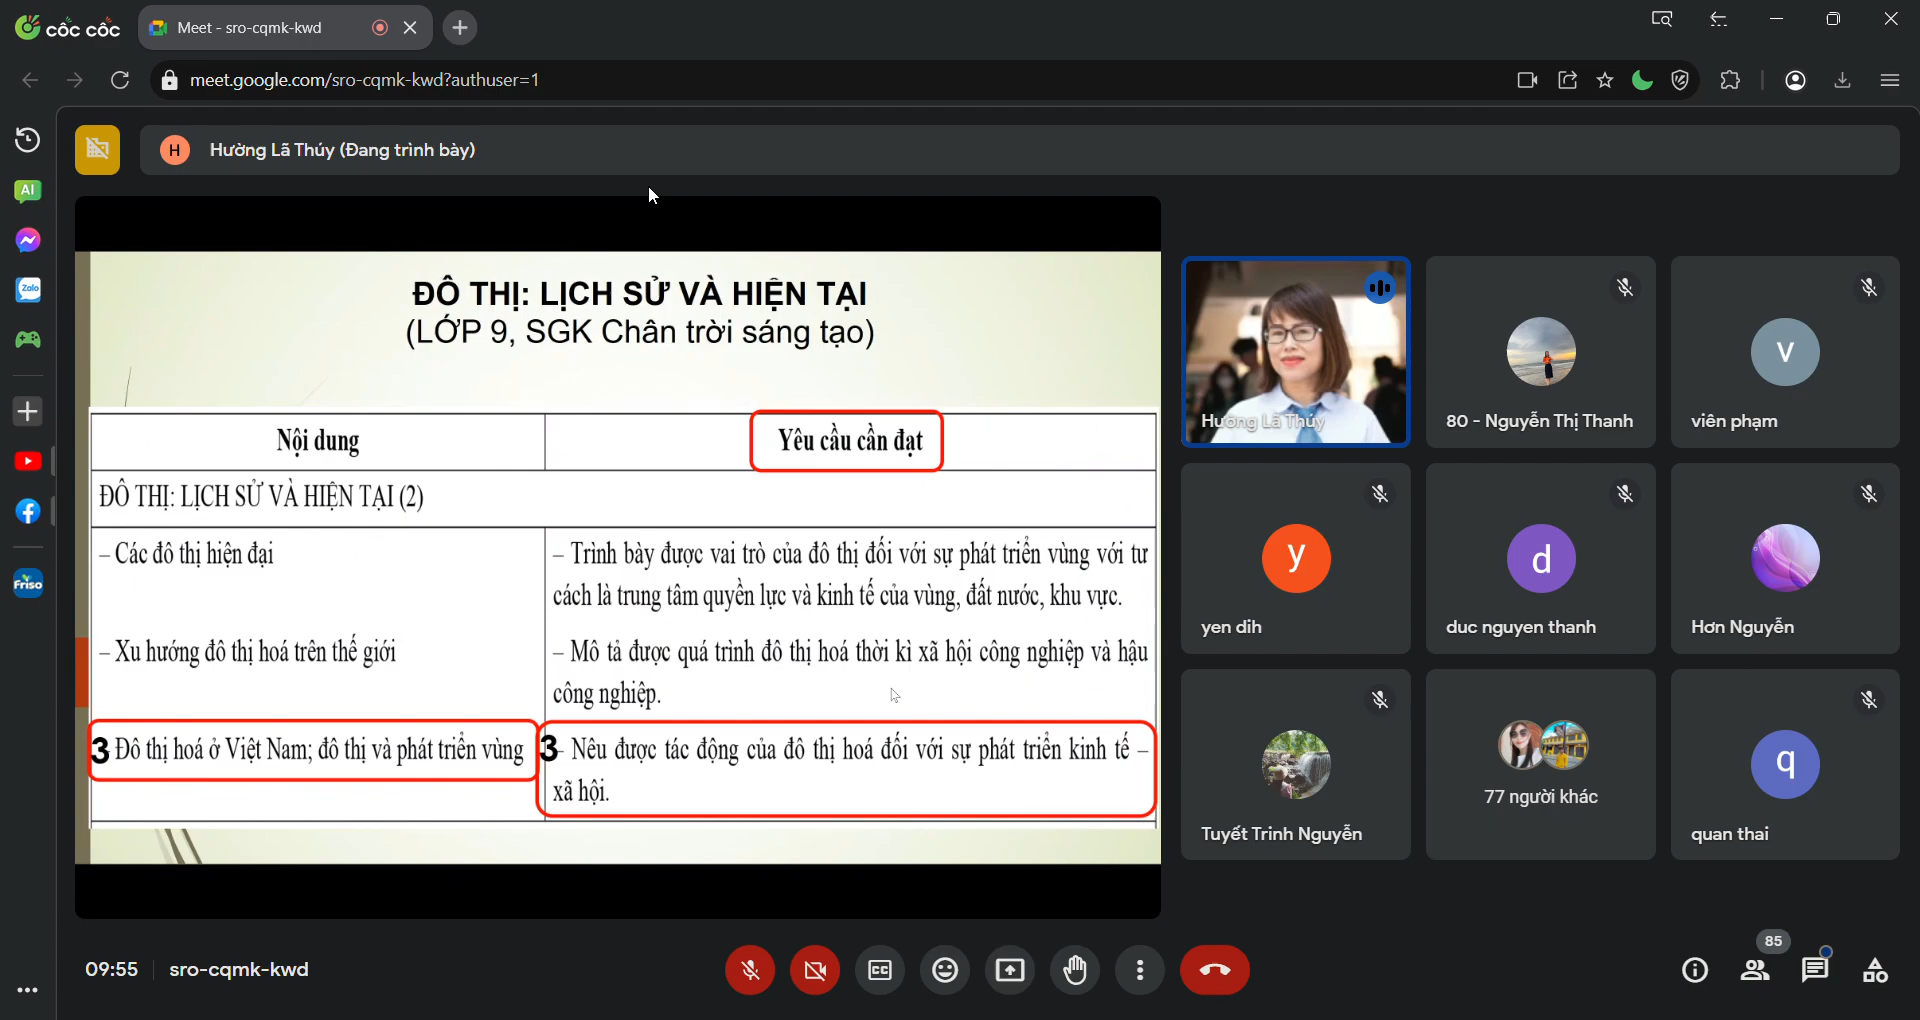 cốc cốc
Meet - sro-cqmk-kwd
meet.google.com/sro-cqmk-kwd?authuser=1
AI
H
Hường Lã Thúy (Đang trình bày)
Zalo
Friso
ĐÔ THỊ: LỊCH SỬ VÀ HIỆN TẠI
(LỚP 9, SGK Chân trời sáng tạo)
Nội dung
Yêu cầu cần đạt
ĐÔ THỊ: LỊCH SỬ VÀ HIỆN TẠI (2)
– Các đô thị hiện đại
– Trình bày được vai trò của đô thị đối với sự phát triển vùng với tư
cách là trung tâm quyền lực và kinh tế của vùng, đất nước, khu vực.
– Xu hướng đô thị hoá trên thế giới
– Mô tả được quá trình đô thị hoá thời kì xã hội công nghiệp và hậu
công nghiệp.
3 Đô thị hoá ở Việt Nam; đô thị và phát triển vùng
3 – Nêu được tác động của đô thị hoá đối với sự phát triển kinh tế –
xã hội.
Hường Lã Thúy
80 - Nguyễn Thị Thanh
v
viên phạm
y
yen dih
d
duc nguyen thanh
Hơn Nguyễn
Tuyết Trinh Nguyễn
77 người khác
q
quan thai
09:55
sro-cqmk-kwd
CC
85